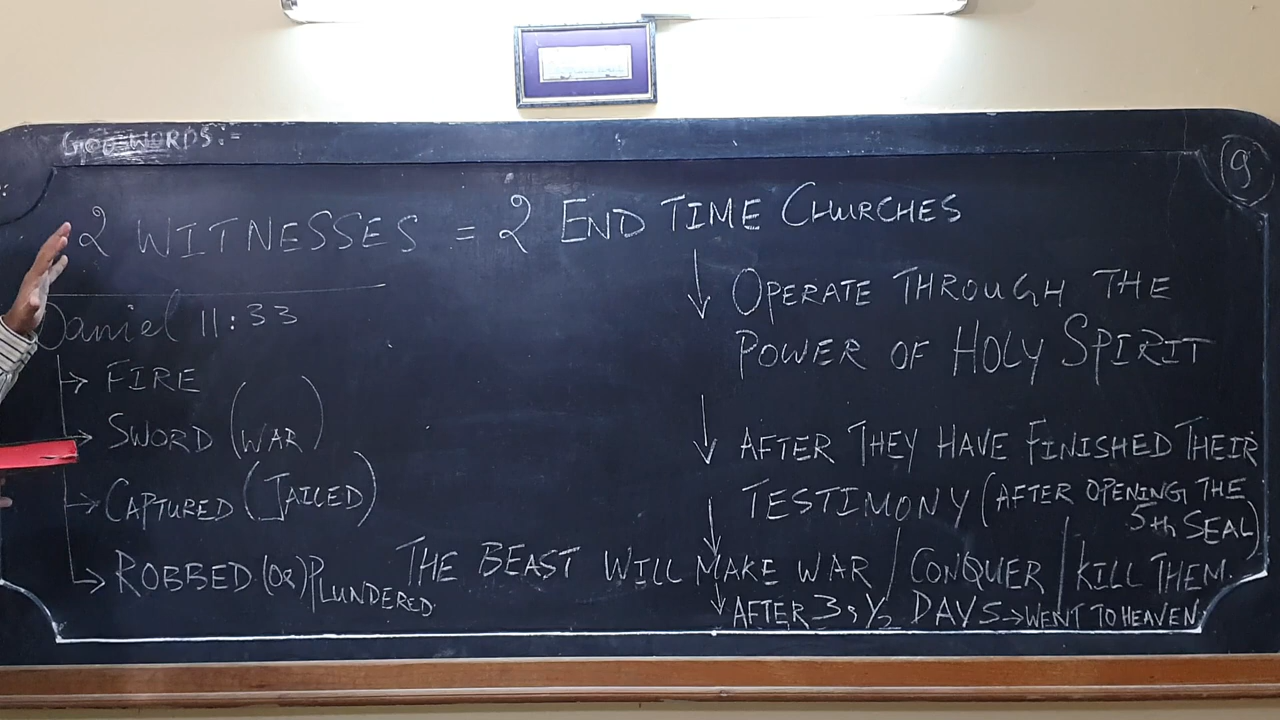 GOD WORDS:-
9
2 WITNESSES = 2 END TIME CHURCHES
↓ OPERATE THROUGH THE
POWER OF HOLY SPIRIT
↓ AFTER THEY HAVE FINISHED THEIR
TESTIMONY (AFTER OPENING THE
5th SEAL)
↓
THE BEAST WILL MAKE WAR / CONQUER / KILL THEM.
↓ AFTER 3 & 1/2 DAYS → WENT TO HEAVEN
Daniel 11:33
→ FIRE
→ SWORD (WAR)
→ CAPTURED (JAILED)
→ ROBBED (OR) PLUNDERED.